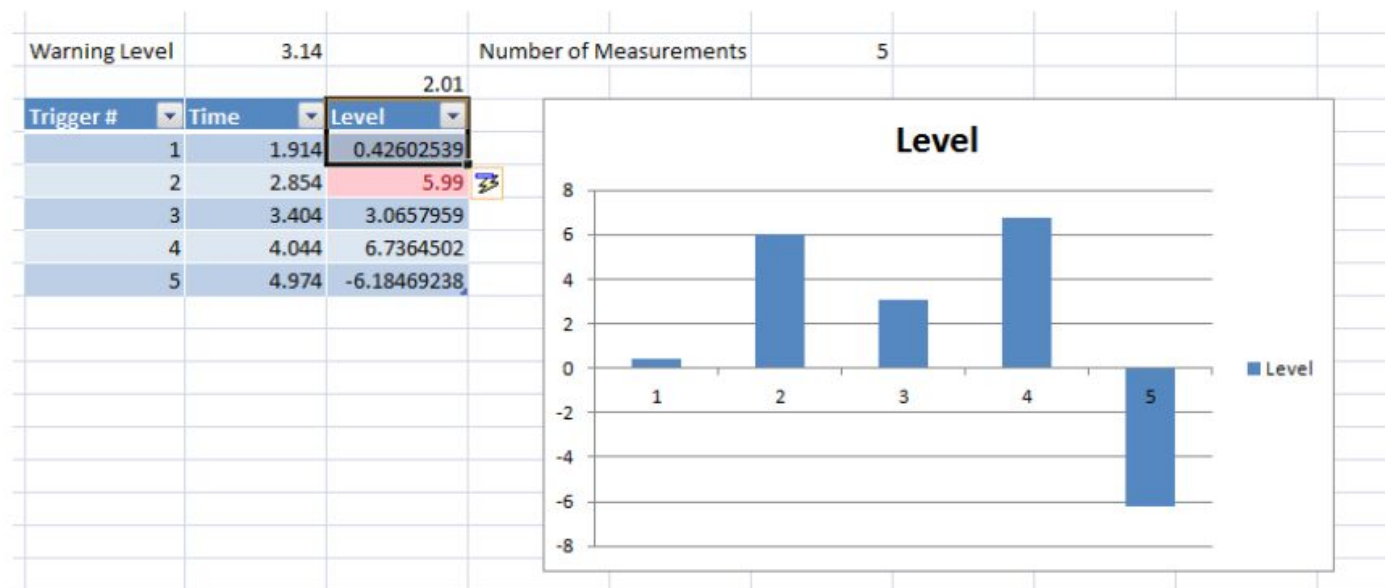 Warning Level 3.14 Number of Measurements 5
2.01
Trigger # Time Level
1 1.914 0.42602539
2 2.854 5.99
3 3.404 3.0657959
4 4.044 6.7364502
5 4.974 -6.18469238
Level
8
6
4
2
0
-2
-4
-6
-8
1 2 3 4 5
Level